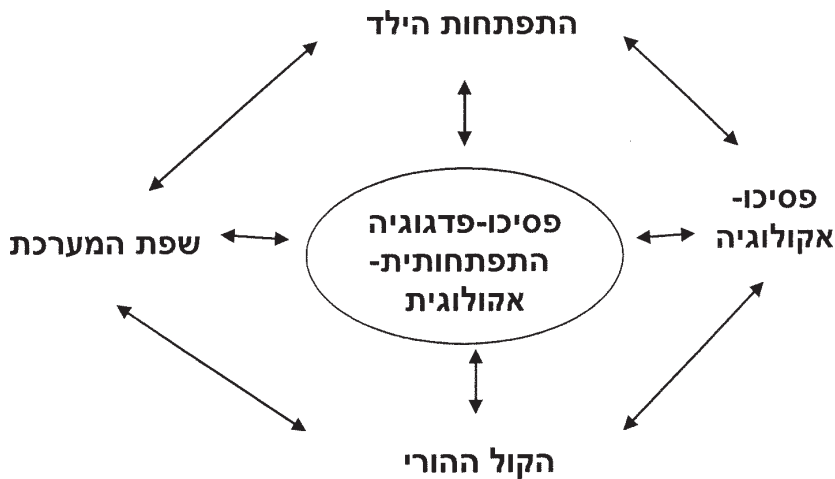 התפתחות הילד
פסיכו-
אקולוגיה
פסיכו-פדגוגיה
התפתחותית-
אקולוגית
שפת המערכת
הקול ההורי